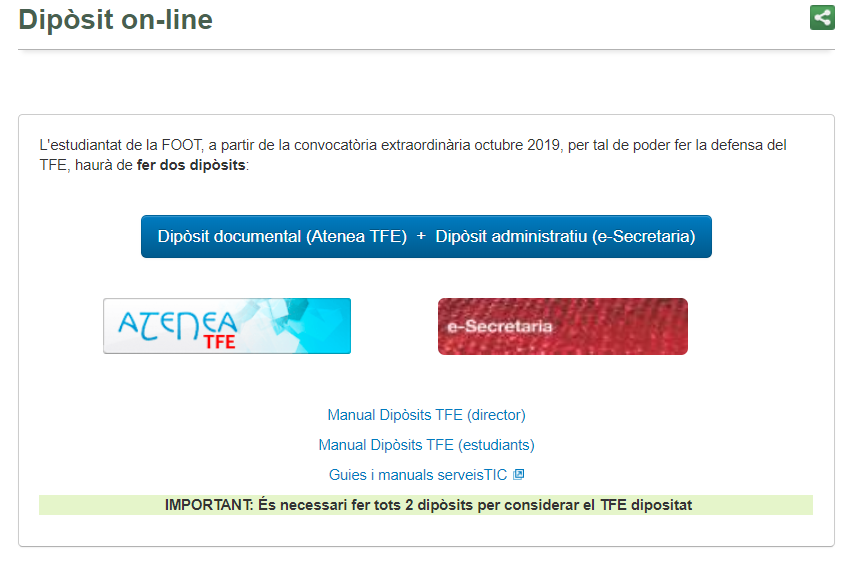 Dipòsit on-line
L'estudiantat de la FOOT, a partir de la convocatòria extraordinària octubre 2019, per tal de poder fer la defensa del
TFE, haurà de fer dos dipòsits:
Dipòsit documental (Atenea TFE) + Dipòsit administratiu (e-Secretaria)
ATENEA
TFE
e-Secretaria
Manual Dipòsits TFE (director)
Manual Dipòsits TFE (estudiants)
Guies i manuals serveisTIC
IMPORTANT: És necessari fer tots 2 dipòsits per considerar el TFE dipositat